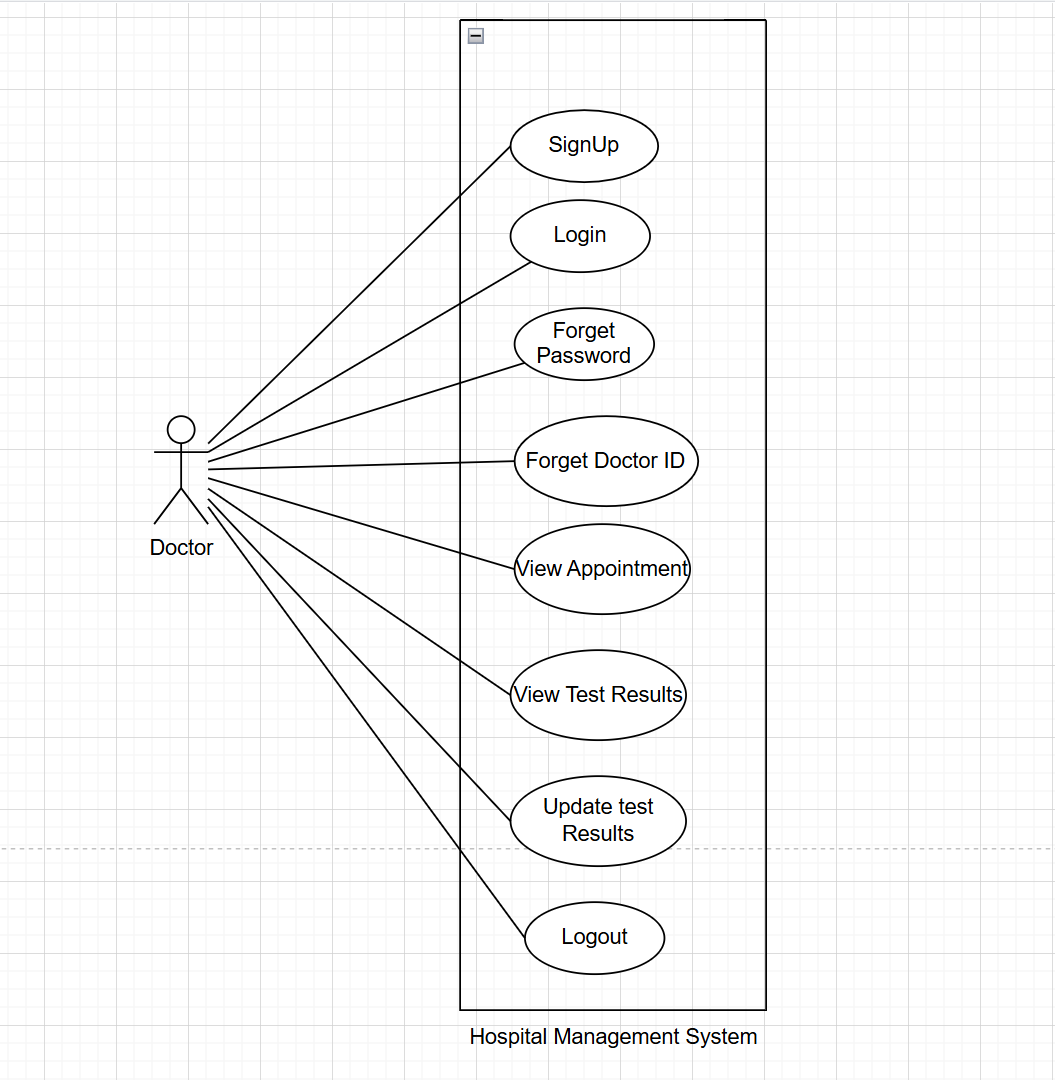 SignUp
Login
Forget
Password
Forget Doctor ID
Doctor
View Appointment
View Test Results
Update test
Results
Logout
Hospital Management System